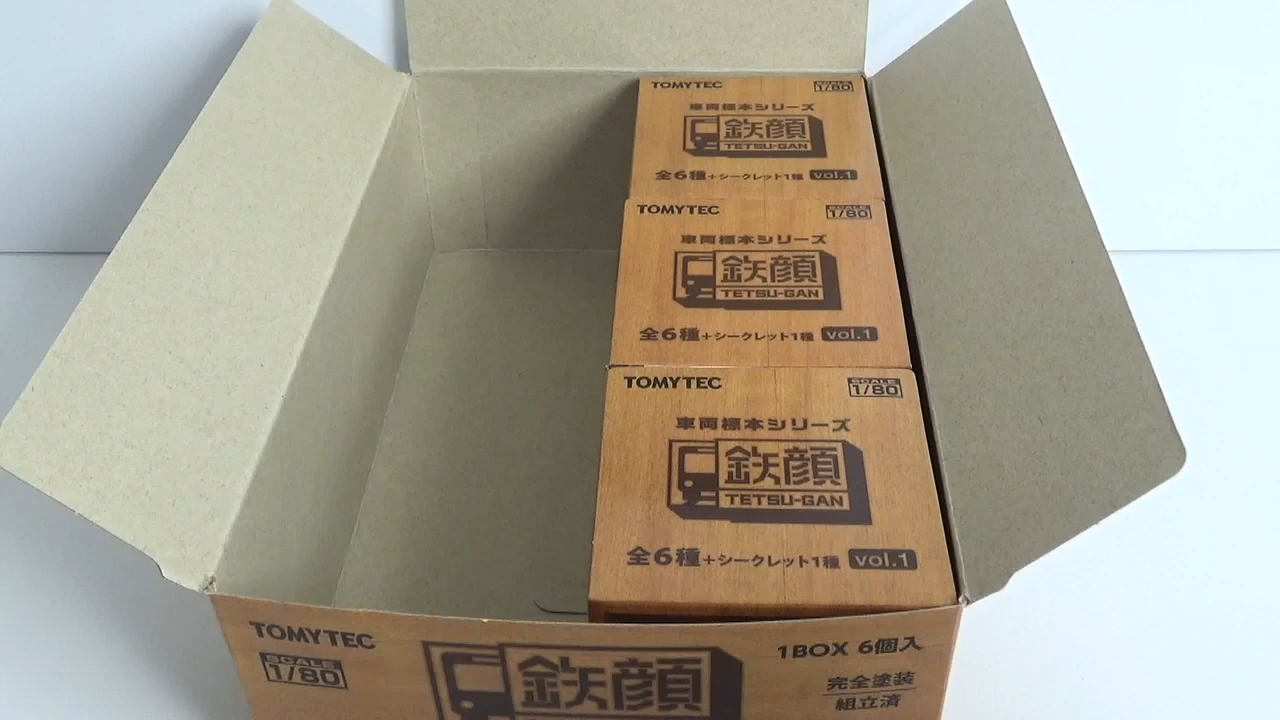 TOMYTEC
SCALE
1/80
車両標本シリーズ
鉄顔
TETSU-GAN
全6種+シークレット1種 vol.1
TOMYTEC
SCALE
1/80
車両標本シリーズ
鉄顔
TETSU-GAN
全6種+シークレット1種 vol.1
TOMYTEC
SCALE
1/80
車両標本シリーズ
鉄顔
TETSU-GAN
全6種+シークレット1種 vol.1
TOMYTEC
SCALE
1/80
鉄顔
1BOX 6個入
完全塗装
組立済